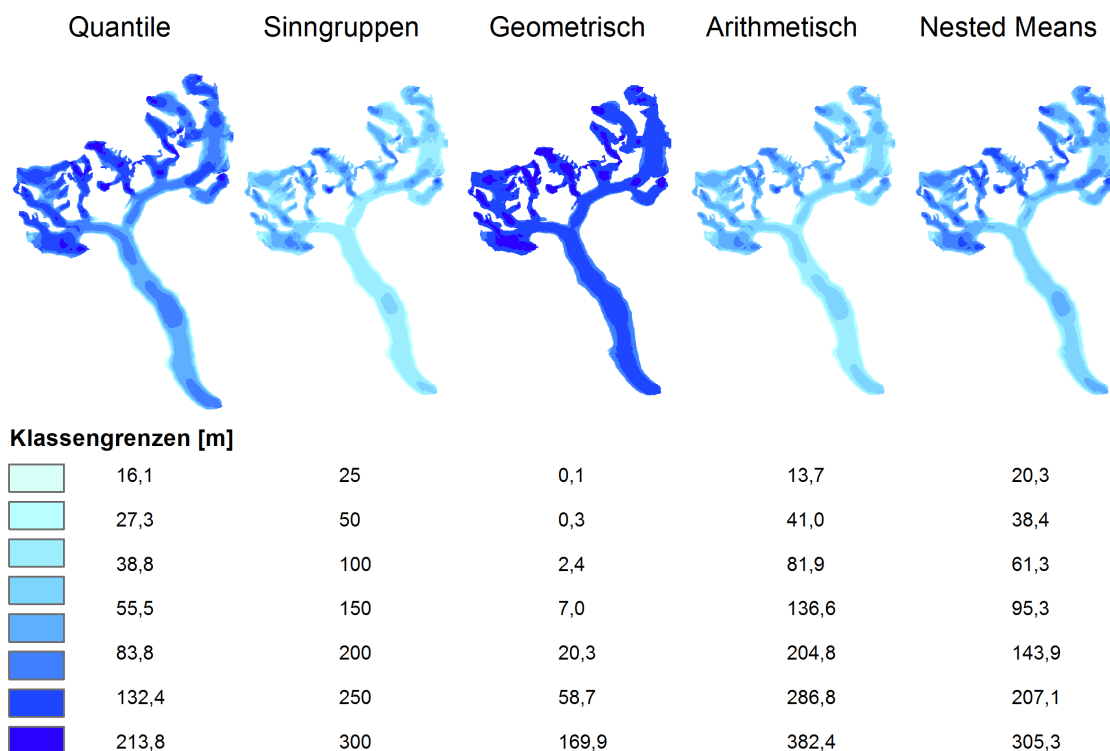 Quantile Sinngruppen Geometrisch Arithmetisch Nested Means
Klassengrenzen [m]
16,1 25 0,1 13,7 20,3
27,3 50 0,3 41,0 38,4
38,8 100 2,4 81,9 61,3
55,5 150 7,0 136,6 95,3
83,8 200 20,3 204,8 143,9
132,4 250 58,7 286,8 207,1
213,8 300 169,9 382,4 305,3